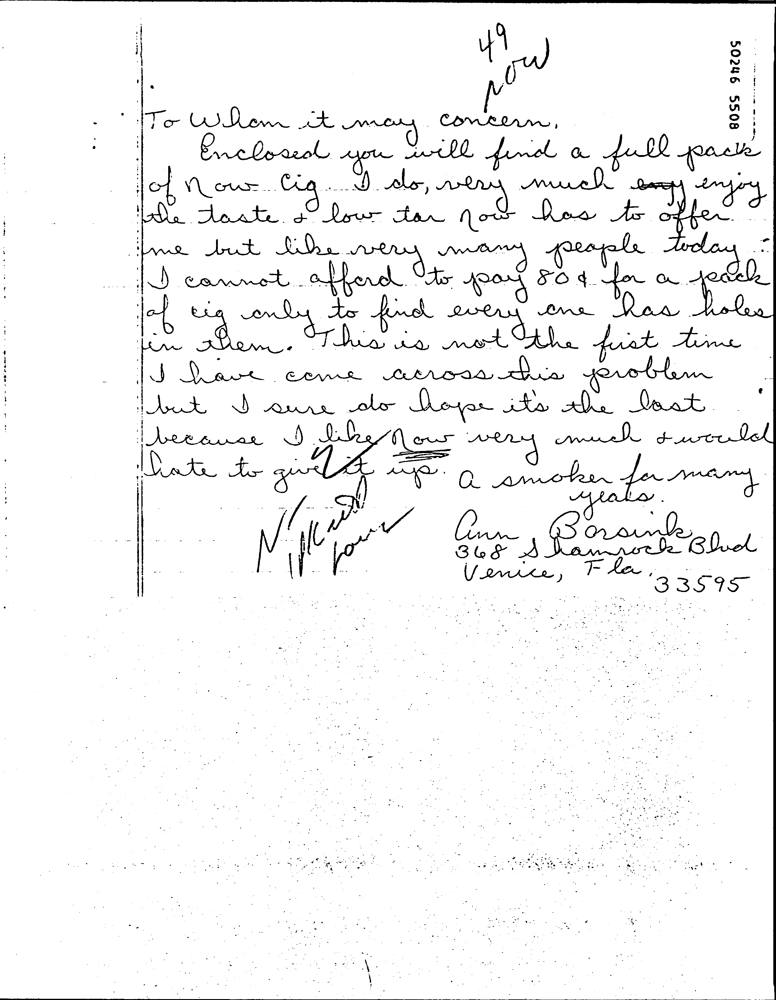 49
now
50246 5508
To Whom it may concern,
Enclosed you will find a full pack
of Now Cig. I do, very much enjoy
the taste & low tar Now has to offer
me but like very many people today
I cannot afford to pay 80¢ for a pack
of cig only to find every one has holes
in them. This is not the first time
I have come across this problem
but I sure do hope it's the last
because I like Now very much & would
hate to give it up. A smoker for many
years.
Ann Borsink
368 Shamrock Blvd
Venice, Fla.
33595